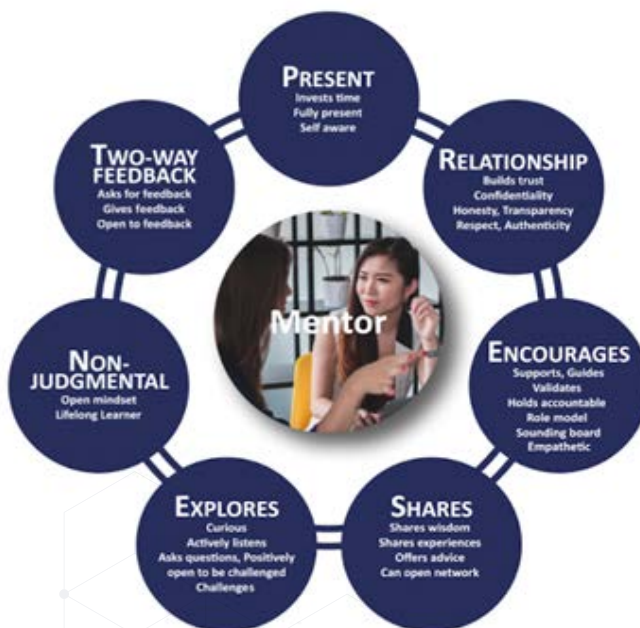 PRESENT
Invests time
Fully present
Self aware
RELATIONSHIP
Builds trust
Confidentiality
Honesty, Transparency
Respect, Authenticity
ENCOURAGES
Supports, Guides
Validates
Holds accountable
Role model
Sounding board
Empathetic
SHARES
Shares wisdom
Shares experiences
Offers advice
Can open network
EXPLORES
Curious
Actively listens
Asks questions, Positively
open to be challenged
Challenges
NON-
JUDGMENTAL
Open mindset
Lifelong Learner
TWO-WAY
FEEDBACK
Asks for feedback
Gives feedback
Open to feedback
Mentor